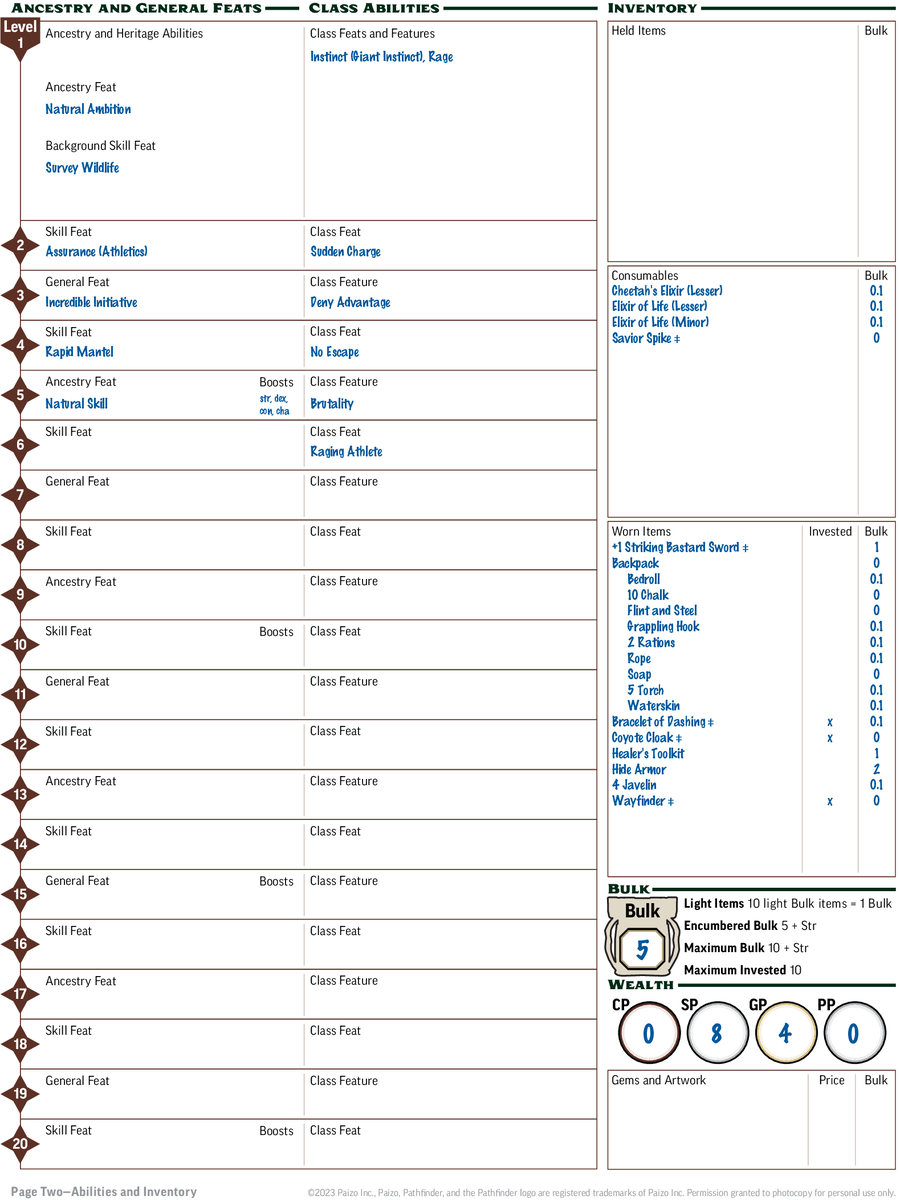 Ancestry and General Feats
Class Abilities
Level
1
Ancestry and Heritage Abilities
Ancestry Feat
Natural Ambition
Background Skill Feat
Survey Wildlife
Class Feats and Features
Instinct (Giant Instinct), Rage
2
Skill Feat
Assurance (Athletics)
Class Feat
Sudden Charge
3
General Feat
Incredible Initiative
Class Feature
Deny Advantage
4
Skill Feat
Rapid Mantel
Class Feat
No Escape
5
Ancestry Feat
Natural Skill
Boosts
str, dex,
con, cha
Class Feature
Brutality
6
Skill Feat
Class Feat
Raging Athlete
7
General Feat
Class Feature
8
Skill Feat
Class Feat
9
Ancestry Feat
Class Feature
10
Skill Feat
Boosts
Class Feat
11
General Feat
Class Feature
12
Skill Feat
Class Feat
13
Ancestry Feat
Class Feature
14
Skill Feat
Class Feat
15
General Feat
Boosts
Class Feature
16
Skill Feat
Class Feat
17
Ancestry Feat
Class Feature
18
Skill Feat
Class Feat
19
General Feat
Class Feature
20
Skill Feat
Boosts
Class Feat
Inventory
Held Items Bulk
Consumables Bulk
Cheetah's Elixir (Lesser) 0.1
Elixir of Life (Lesser) 0.1
Elixir of Life (Minor) 0.1
Savior Spike ‡ 0
Worn Items Invested Bulk
+1 Striking Bastard Sword ‡ 1
Backpack 0
Bedroll 0.1
10 Chalk 0
Flint and Steel 0
Grappling Hook 0.1
2 Rations 0.1
Rope 0.1
Soap 0
5 Torch 0.1
Waterskin 0.1
Bracelet of Dashing ‡ x 0.1
Coyote Cloak ‡ x 0
Healer's Toolkit 1
Hide Armor 2
4 Javelin 0.1
Wayfinder ‡ x 0
Bulk
Bulk
5
Light Items 10 light Bulk items = 1 Bulk
Encumbered Bulk 5 + Str
Maximum Bulk 10 + Str
Maximum Invested 10
Wealth
CP SP GP PP
0 8 4 0
Gems and Artwork Price Bulk
Page Two—Abilities and Inventory
©2023 Paizo Inc., Paizo, Pathfinder, and the Pathfinder logo are registered trademarks of Paizo Inc. Permission granted to photocopy for personal use only.